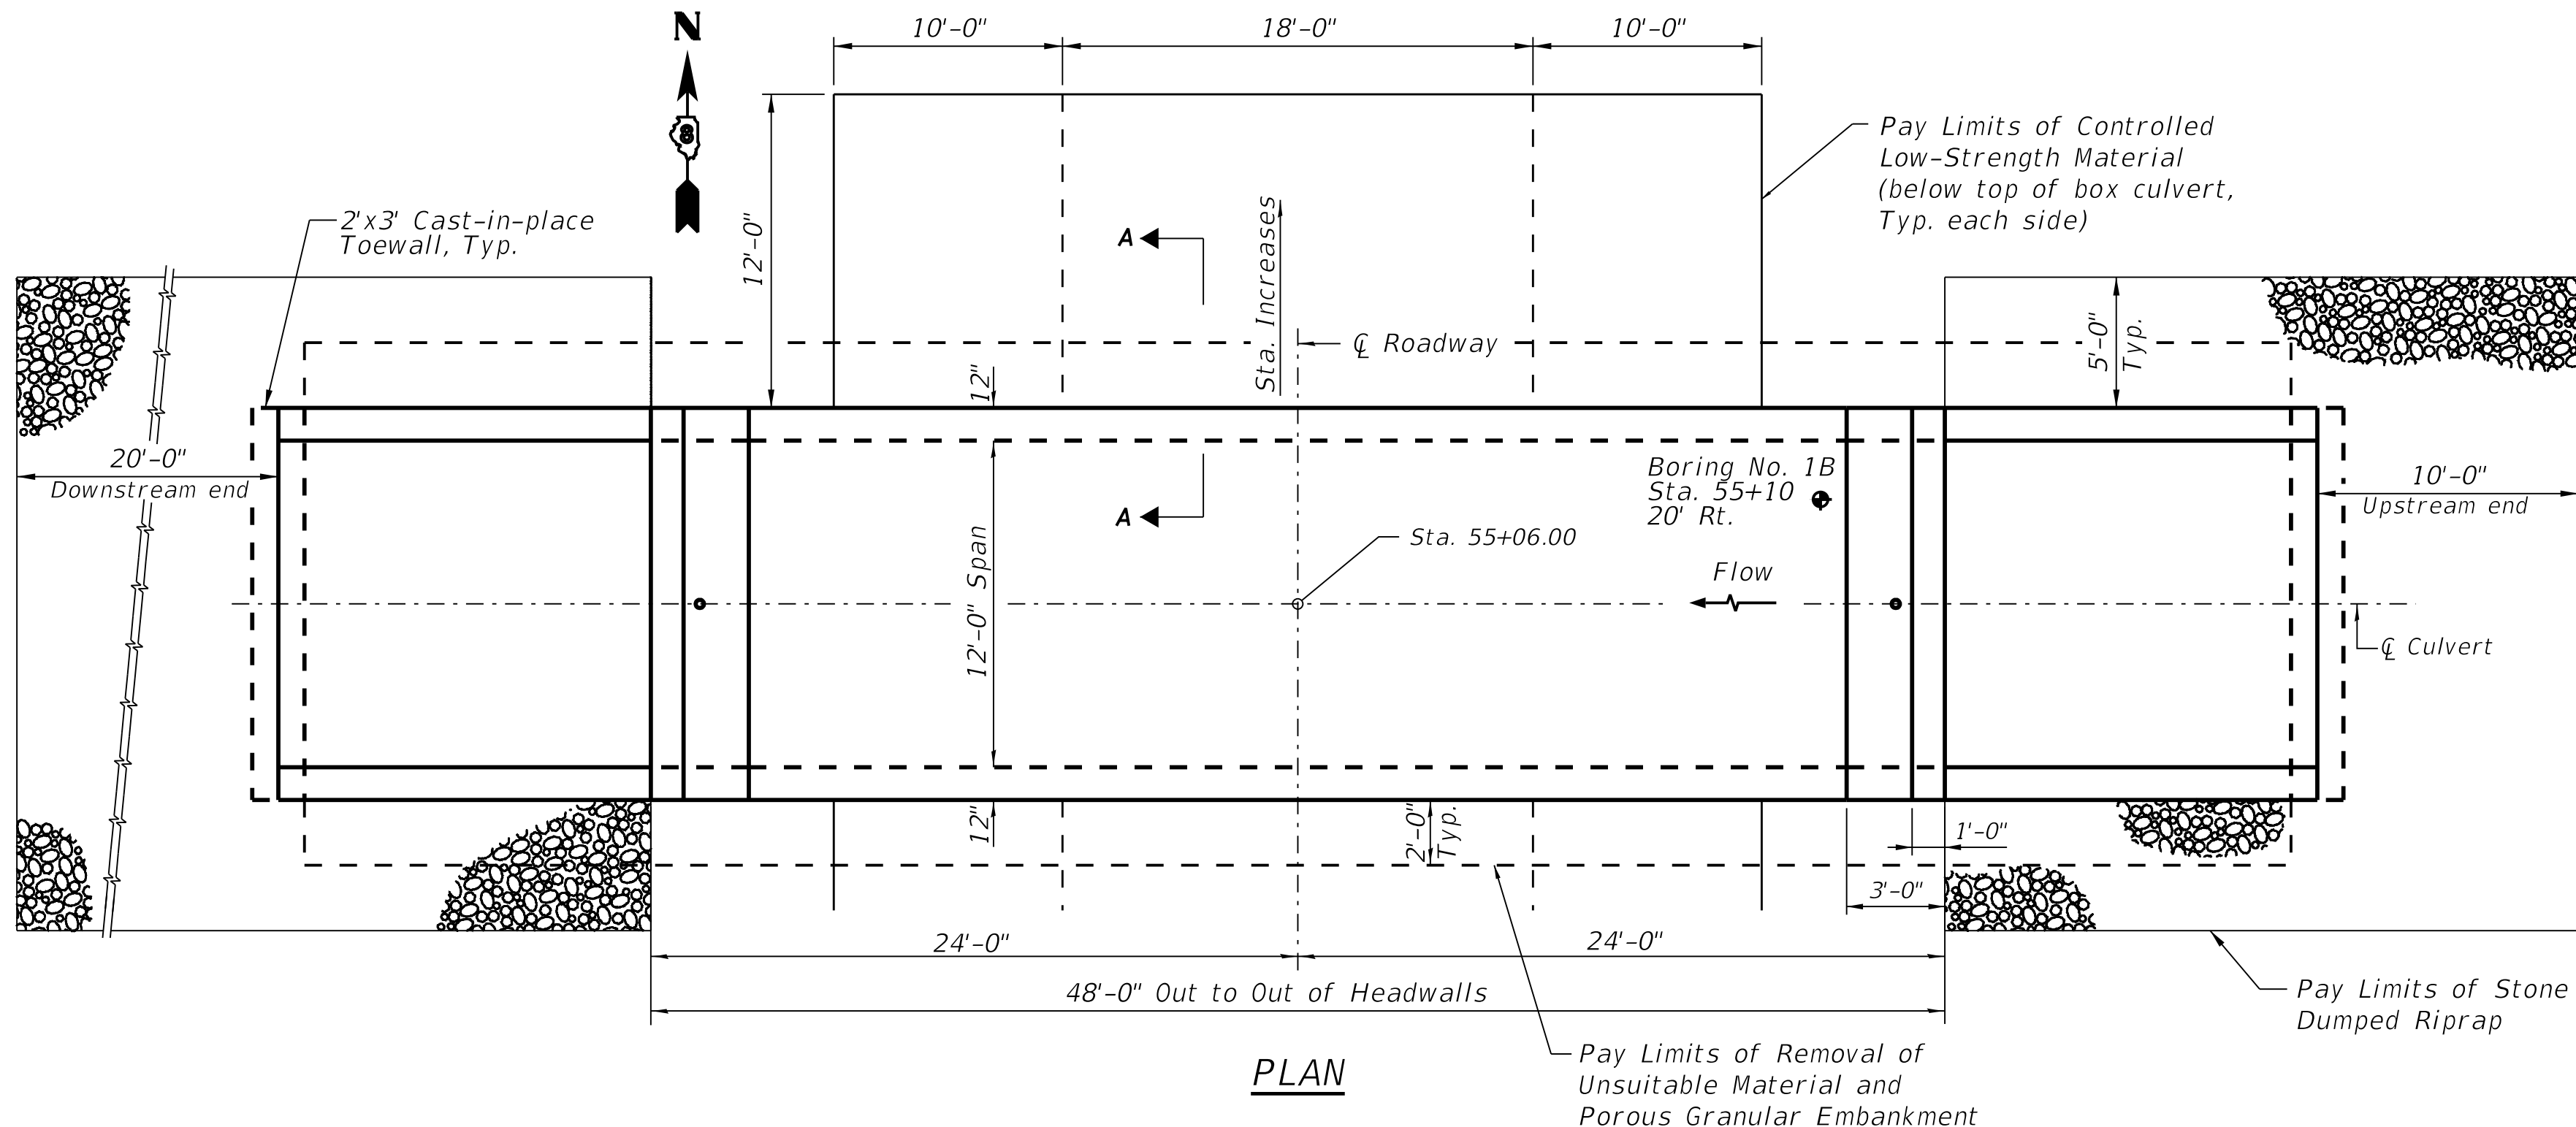 N
10'-0"
18'-0"
10'-0"
8
Pay Limits of Controlled
Low-Strength Material
(below top of box culvert,
Typ. each side)
2'x3' Cast-in-place
Toewall, Typ.
12'-0"
A
Sta. Increases
℄ Roadway
5'-0"
Typ.
12"
20'-0"
Downstream end
Boring No. 1B
Sta. 55+10
20' Rt.
10'-0"
Upstream end
A
12'-0" Span
Sta. 55+06.00
Flow
℄ Culvert
12"
2'-0"
Typ.
1'-0"
3'-0"
24'-0"
24'-0"
48'-0" Out to Out of Headwalls
Pay Limits of Stone
Dumped Riprap
PLAN
Pay Limits of Removal of
Unsuitable Material and
Porous Granular Embankment